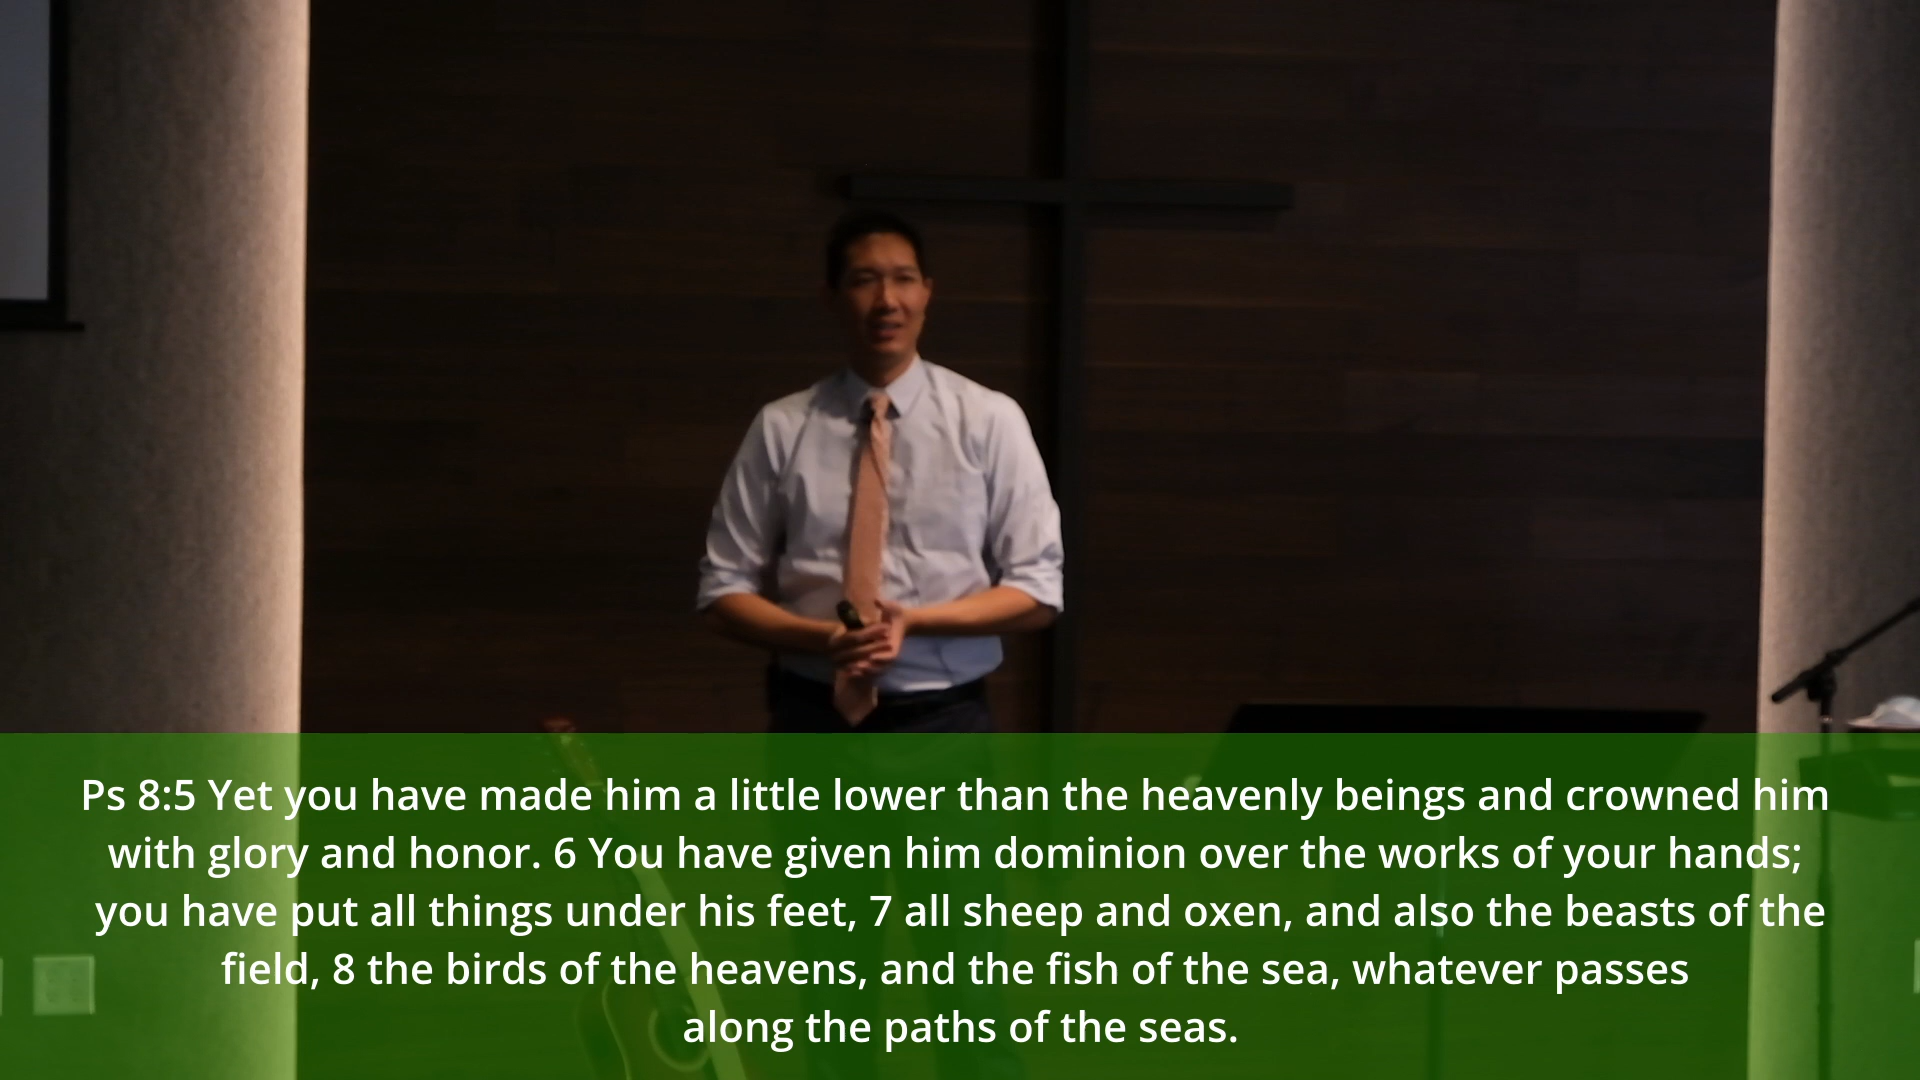 Ps 8:5 Yet you have made him a little lower than the heavenly beings and crowned him
with glory and honor. 6 You have given him dominion over the works of your hands;
you have put all things under his feet, 7 all sheep and oxen, and also the beasts of the
field, 8 the birds of the heavens, and the fish of the sea, whatever passes
along the paths of the seas.